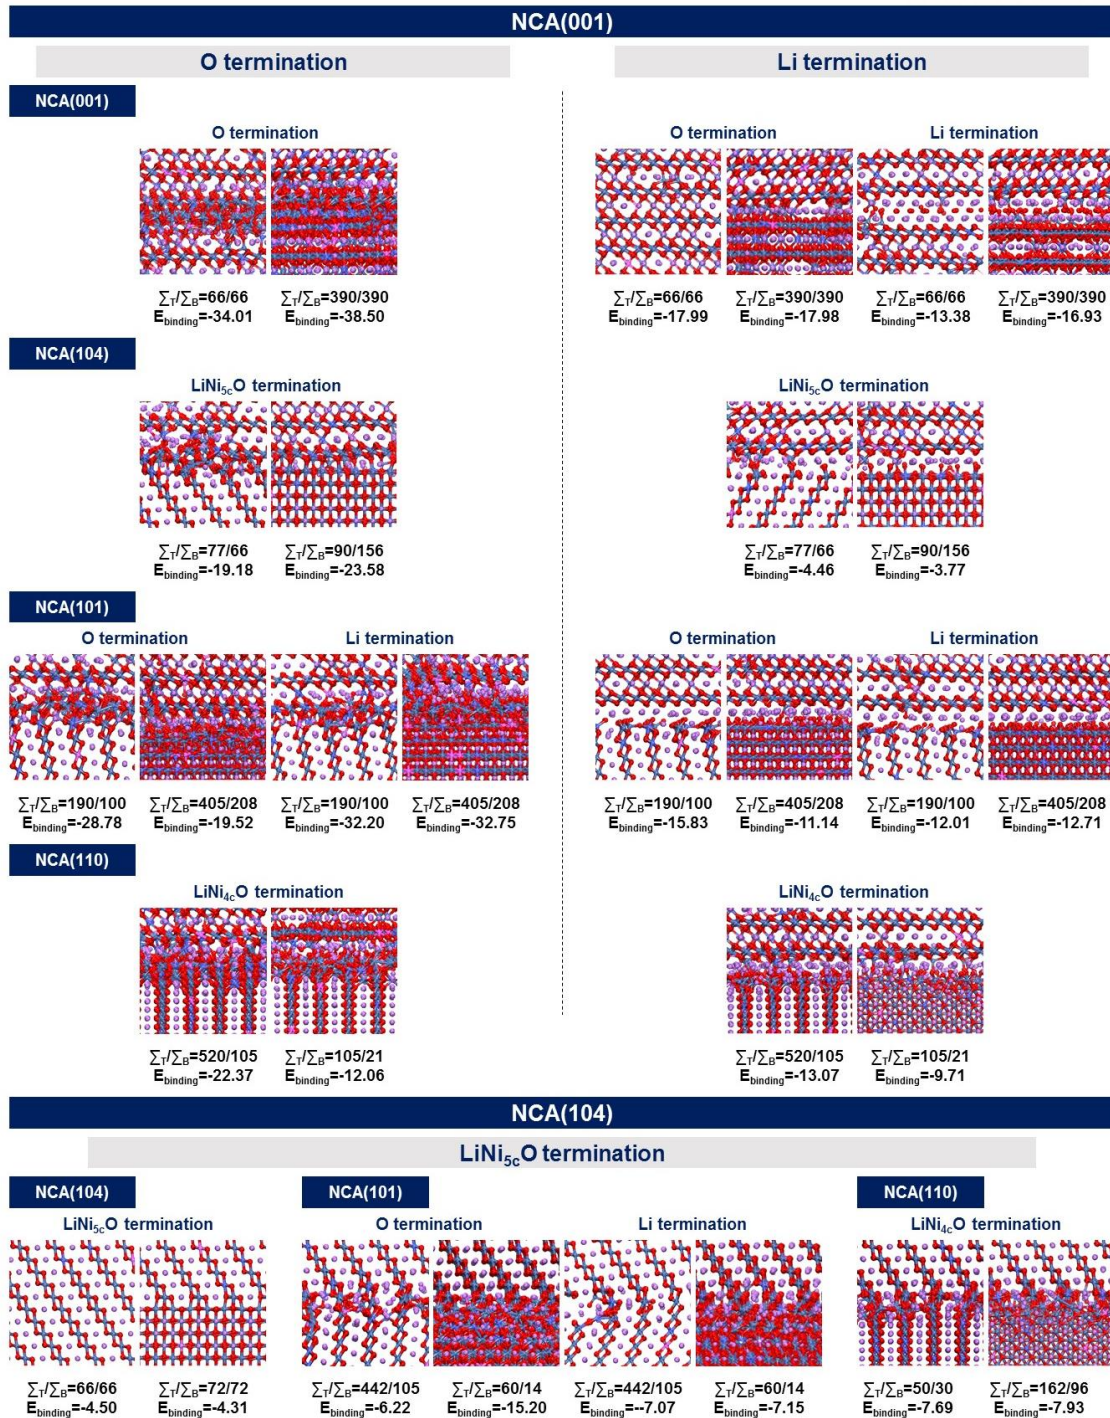 NCA(001)
O termination
Li termination
NCA(001)
O termination
O termination
Li termination
∑T/∑B=66/66
∑T/∑B=390/390
∑T/∑B=66/66
∑T/∑B=390/390
∑T/∑B=66/66
∑T/∑B=390/390
Ebinding=-34.01
Ebinding=-38.50
Ebinding=-17.99
Ebinding=-17.98
Ebinding=-13.38
Ebinding=-16.93
NCA(104)
LiNi5cO termination
LiNi5cO termination
∑T/∑B=77/66
∑T/∑B=90/156
∑T/∑B=77/66
∑T/∑B=90/156
Ebinding=-19.18
Ebinding=-23.58
Ebinding=-4.46
Ebinding=-3.77
NCA(101)
O termination
Li termination
O termination
Li termination
∑T/∑B=190/100
∑T/∑B=405/208
∑T/∑B=190/100
∑T/∑B=405/208
∑T/∑B=190/100
∑T/∑B=405/208
∑T/∑B=190/100
∑T/∑B=405/208
Ebinding=-28.78
Ebinding=-19.52
Ebinding=-32.20
Ebinding=-32.75
Ebinding=-15.83
Ebinding=-11.14
Ebinding=-12.01
Ebinding=-12.71
NCA(110)
LiNi4cO termination
LiNi4cO termination
∑T/∑B=520/105
∑T/∑B=105/21
∑T/∑B=520/105
∑T/∑B=105/21
Ebinding=-22.37
Ebinding=-12.06
Ebinding=-13.07
Ebinding=-9.71
NCA(104)
LiNi5cO termination
NCA(104)
NCA(101)
NCA(110)
LiNi5cO termination
O termination
Li termination
LiNi4cO termination
∑T/∑B=66/66
∑T/∑B=72/72
∑T/∑B=442/105
∑T/∑B=60/14
∑T/∑B=442/105
∑T/∑B=60/14
∑T/∑B=50/30
∑T/∑B=162/96
Ebinding=-4.50
Ebinding=-4.31
Ebinding=-6.22
Ebinding=-15.20
Ebinding=--7.07
Ebinding=-7.15
Ebinding=-7.69
Ebinding=-7.93